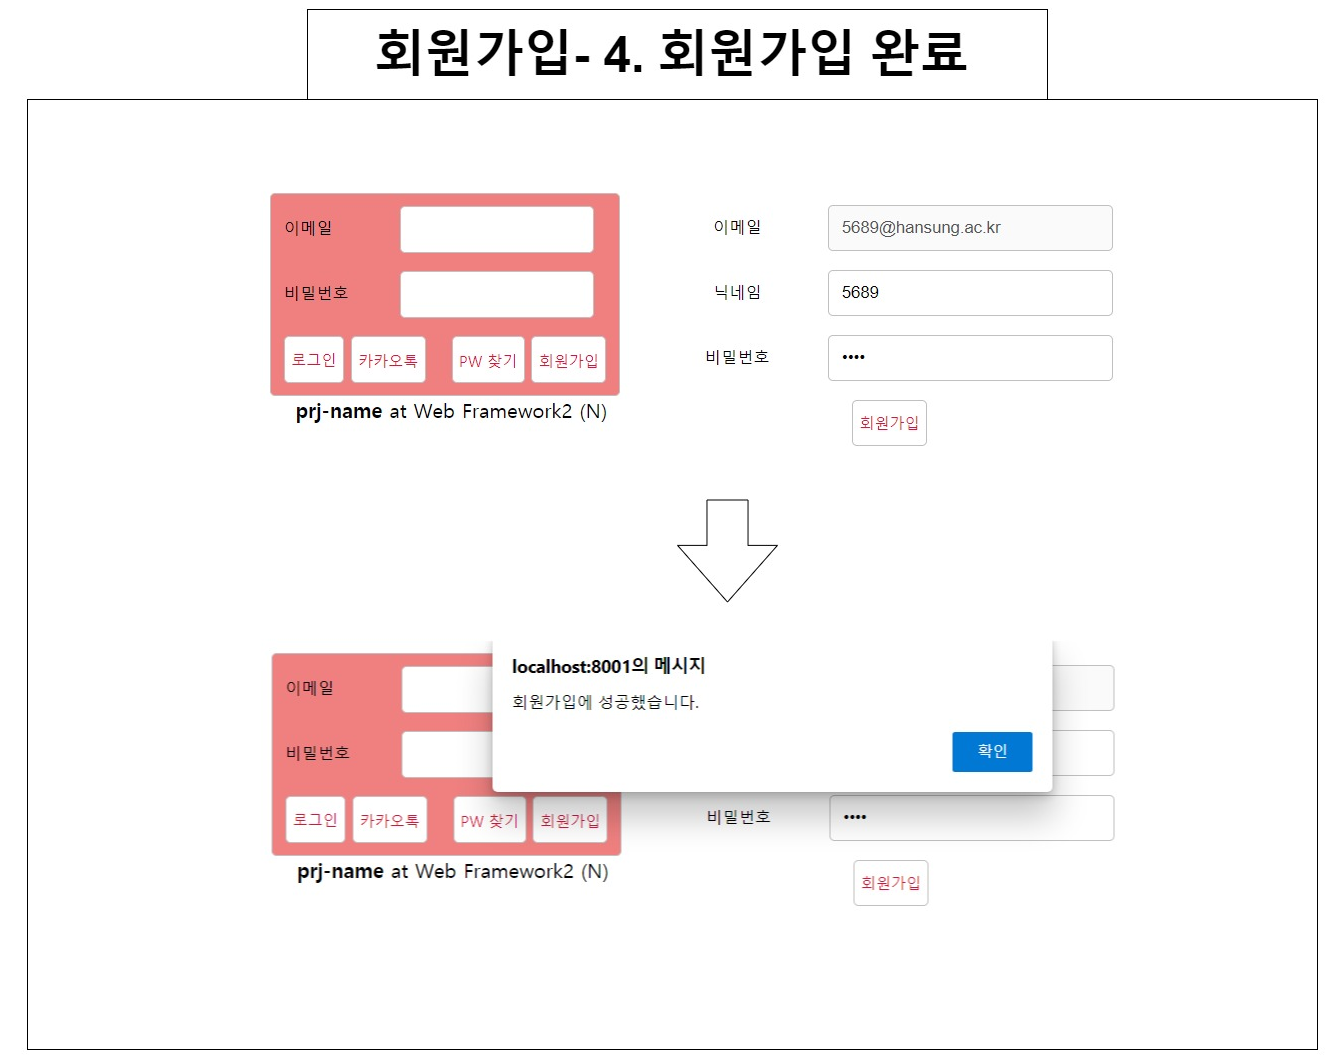 회원가입- 4. 회원가입 완료
이메일
비밀번호
로그인 카카오톡 PW 찾기 회원가입
prj-name at Web Framework2 (N)
이메일 5689@hansung.ac.kr
닉네임 5689
비밀번호 ••••
회원가입
localhost:8001의 메시지
회원가입에 성공했습니다.
확인
이메일
비밀번호
로그인 카카오톡 PW 찾기 회원가입
prj-name at Web Framework2 (N)
비밀번호 ••••
회원가입